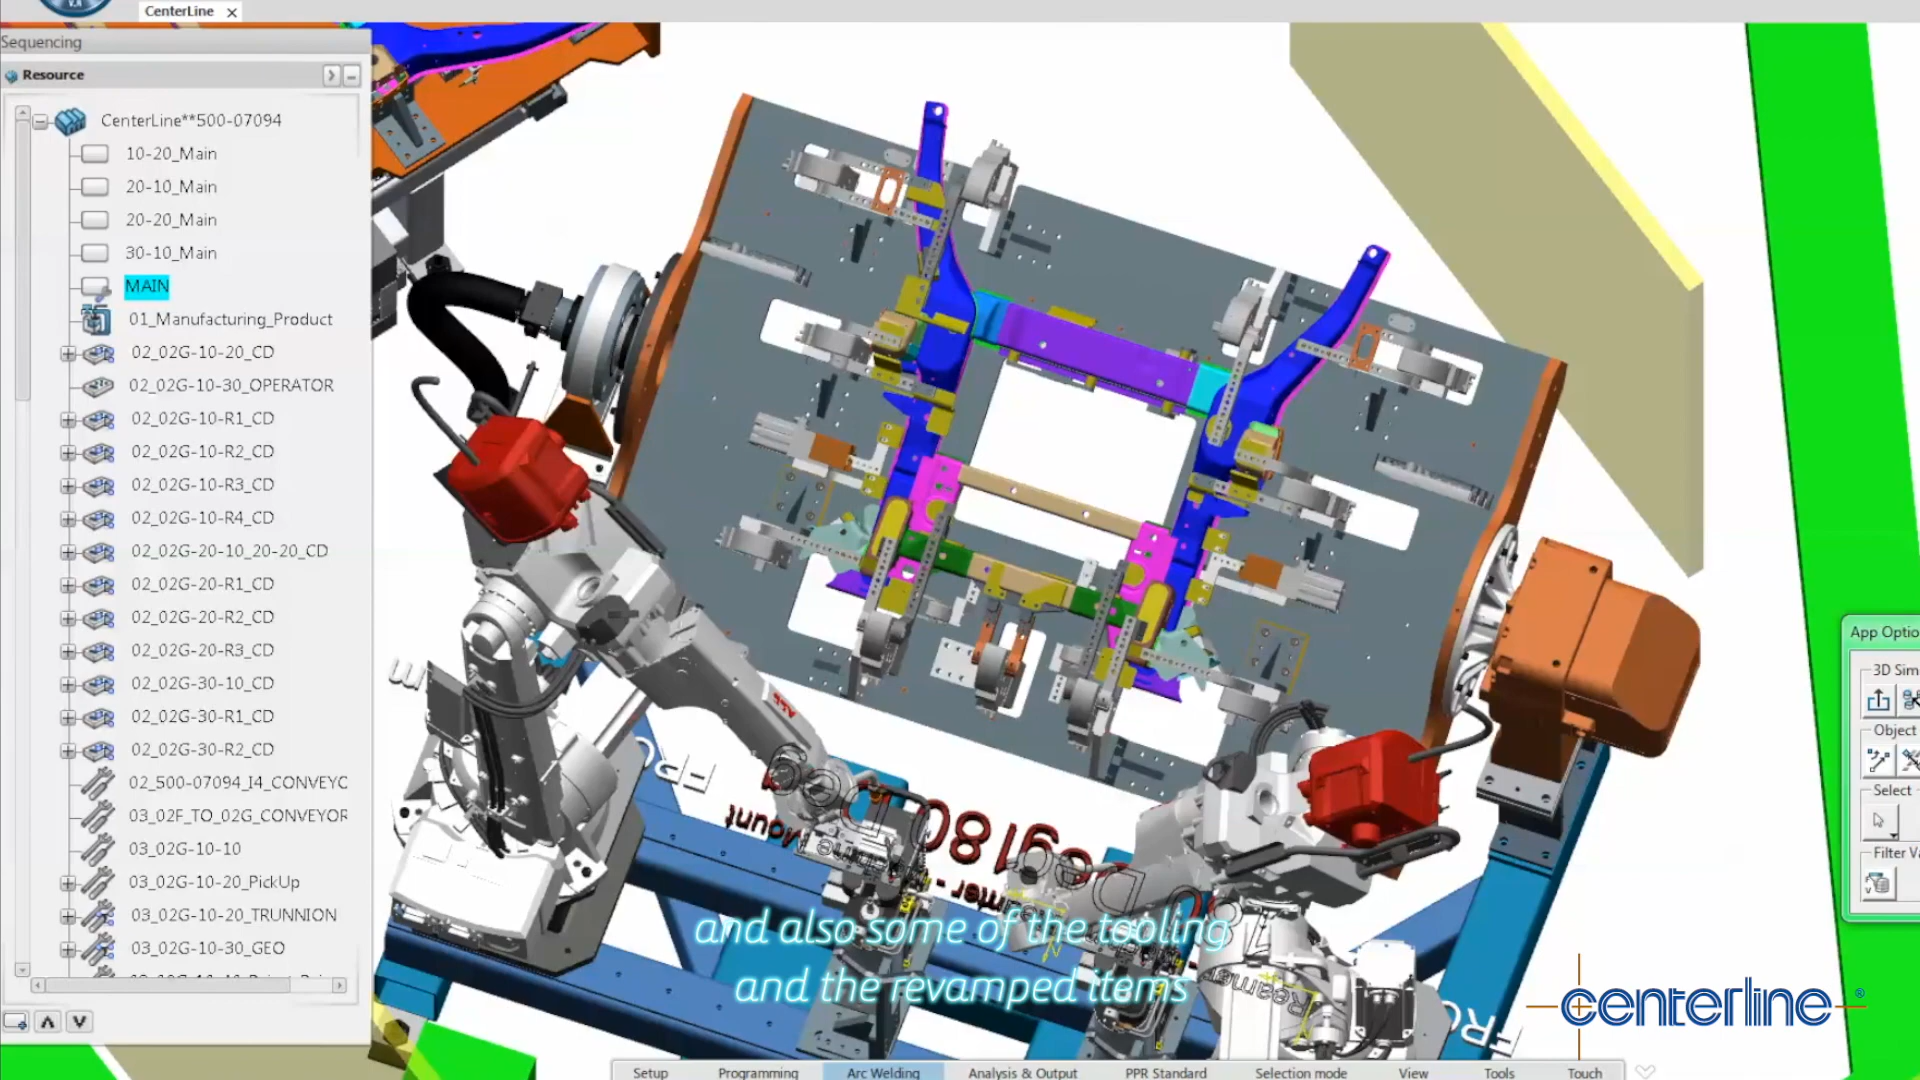 V.R
CenterLine
Sequencing
Resource
CenterLine**500-07094
10-20_Main
20-10_Main
20-20_Main
30-10_Main
MAIN
01_Manufacturing_Product
02_02G-10-20_CD
02_02G-10-30_OPERATOR
02_02G-10-R1_CD
02_02G-10-R2_CD
02_02G-10-R3_CD
02_02G-10-R4_CD
02_02G-20-10_20-20_CD
02_02G-20-R1_CD
02_02G-20-R2_CD
02_02G-20-R3_CD
02_02G-30-10_CD
02_02G-30-R1_CD
02_02G-30-R2_CD
02_500-07094_I4_CONVEYC
03_02F_TO_02G_CONVEYOR
03_02G-10-10
03_02G-10-20_PickUp
03_02G-10-20_TRUNNION
03_02G-10-30_GEO
ABB
Mount
Reamer
App Optio
3D Sim
Object
Select
Filter Va
and also some of the tooling
and the revamped items
centerline®
Setup Programming Arc Welding Analysis & Output PPR Standard Selection mode View Tools Touch